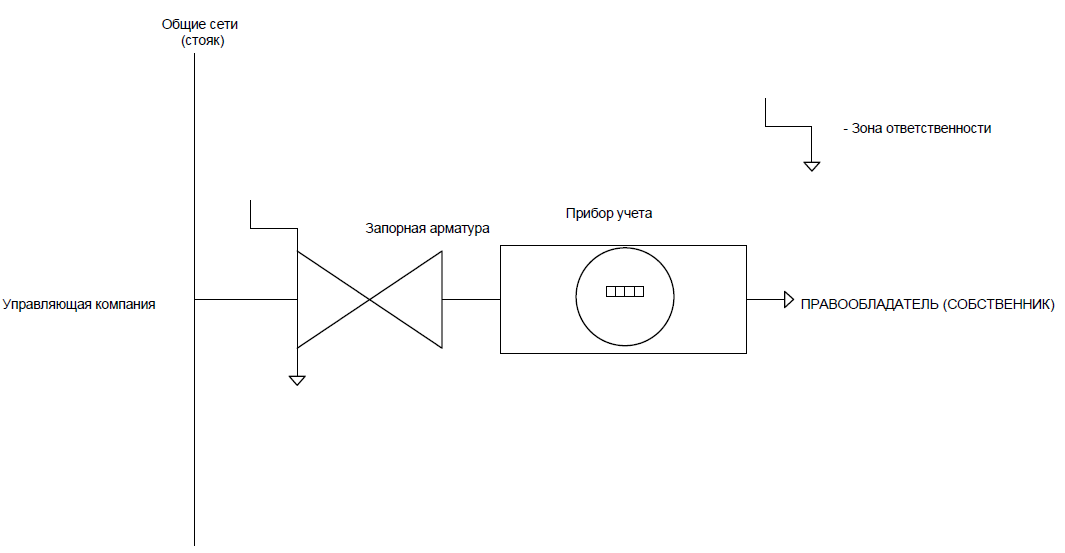 Общие сети
(стояк)
- Зона ответственности
Прибор учета
Запорная арматура
Управляющая компания
ПРАВООБЛАДАТЕЛЬ (СОБСТВЕННИК)